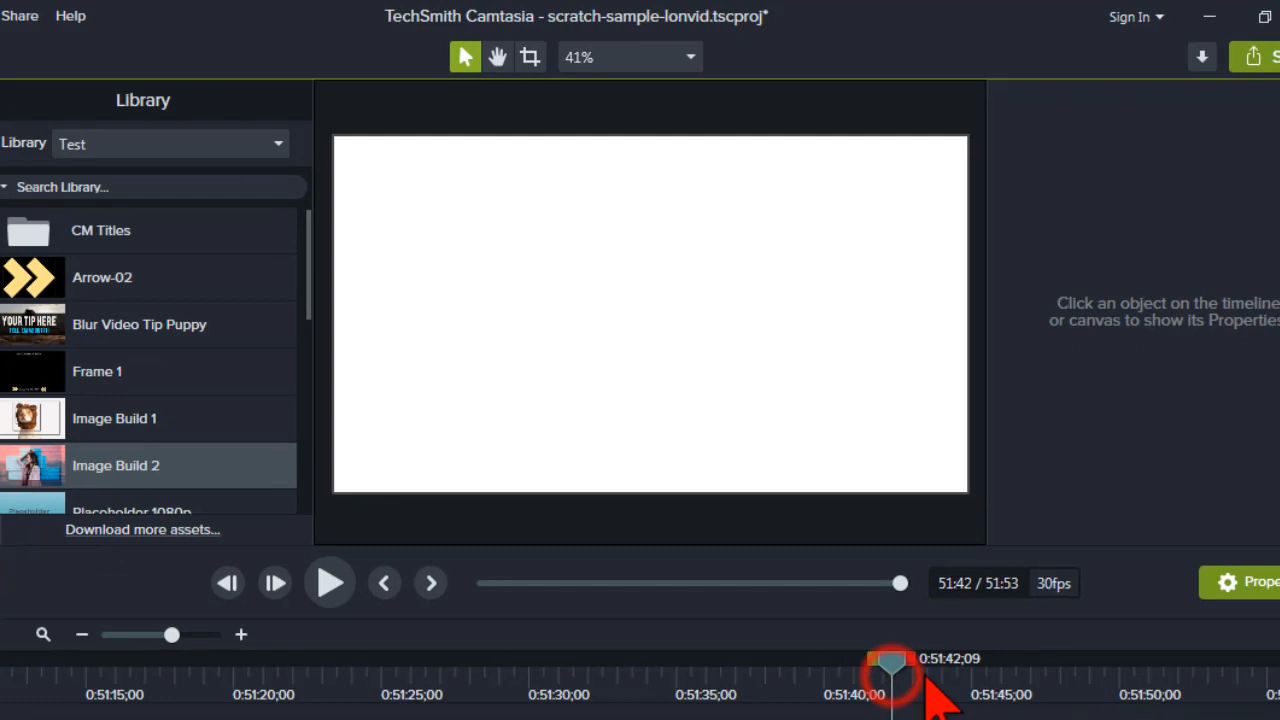 Share Help TechSmith Camtasia - scratch-sample-lonvid.tscproj* Sign In
41%
Library
Library Test
Search Library...
CM Titles
Arrow-02
YOUR TIP HERE
Blur Video Tip Puppy
Frame 1
Image Build 1
Image Build 2
Placeholder 1080p
Download more assets...
Click an object on the timeline
or canvas to show its Properties
51:42 / 51:53 30fps
0:51:42;09
0:51:15;00 0:51:20;00 0:51:25;00 0:51:30;00 0:51:35;00 0:51:40;00 0:51:45;00 0:51:50;00